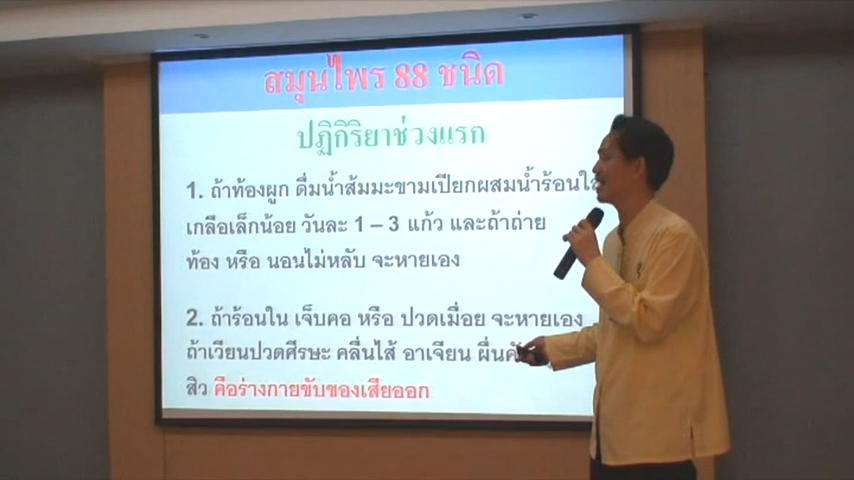 สมุนไพร 88 ชนิด
ปฏิกิริยาช่วงแรก
1. ถ้าท้องผูก ดื่มน้ำส้มมะขามเปียกผสมน้ำร้อนใส่
เกลือเล็กน้อย วันละ 1 – 3 แก้ว และถ้าถ่าย
ท้อง หรือ นอนไม่หลับ จะหายเอง
2. ถ้าร้อนใน เจ็บคอ หรือ ปวดเมื่อย จะหายเอง
ถ้าเวียนปวดศีรษะ คลื่นไส้ อาเจียน ผื่นคัน
สิว คือร่างกายขับของเสียออก